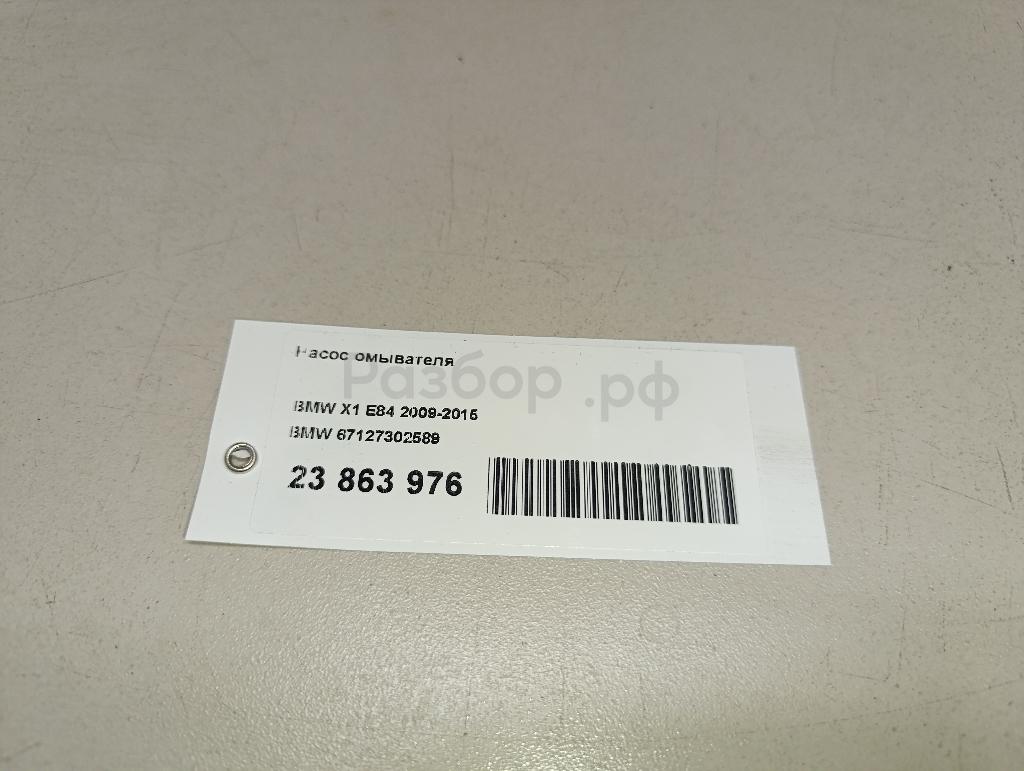 Насос омывателя
Разбор.рф
BMW X1 E84 2009-2015
BMW 67127302589
23 863 976